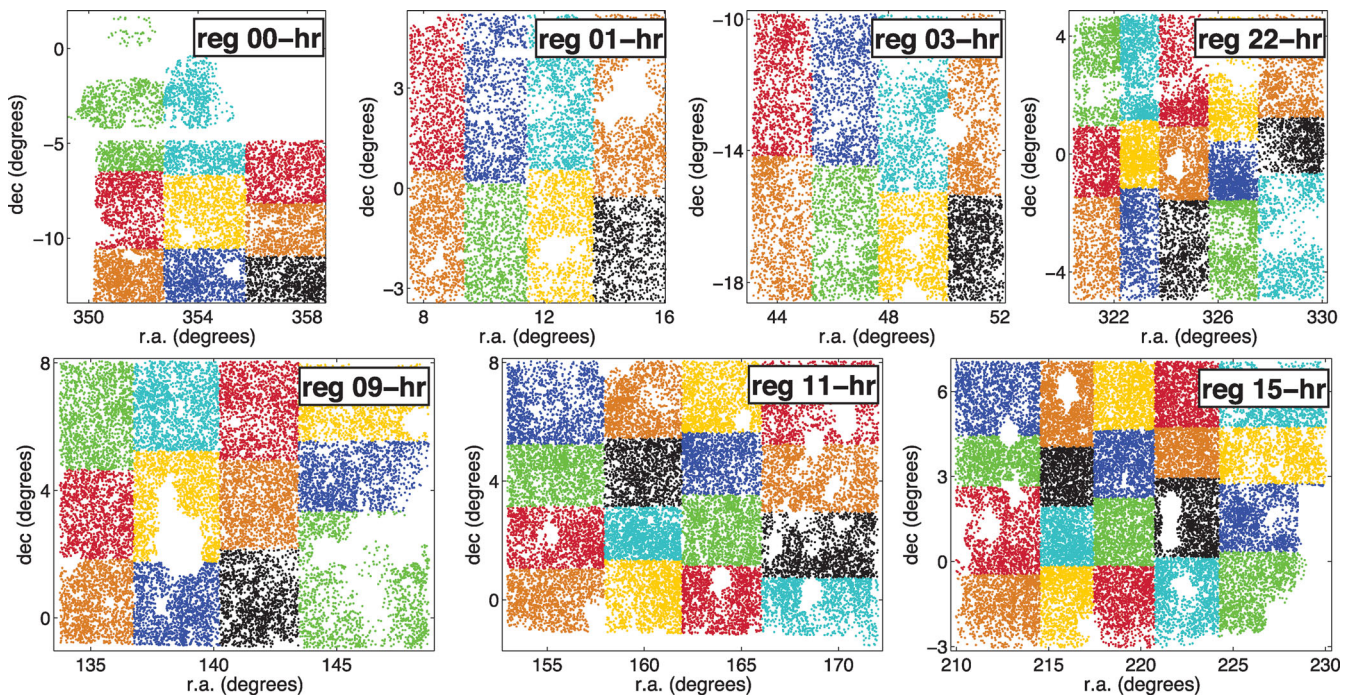 reg 00−hr
0
−5
−10
350
354
358
dec (degrees)
r.a. (degrees)
reg 01−hr
3
0
−3
8
12
16
dec (degrees)
r.a. (degrees)
reg 03−hr
−10
−14
−18
44
48
52
dec (degrees)
r.a. (degrees)
reg 22−hr
4
0
−4
322
326
330
dec (degrees)
r.a. (degrees)
reg 09−hr
8
4
0
135
140
145
dec (degrees)
r.a. (degrees)
reg 11−hr
8
4
0
155
160
165
170
dec (degrees)
r.a. (degrees)
reg 15−hr
6
3
0
−3
210
215
220
225
230
dec (degrees)
r.a. (degrees)